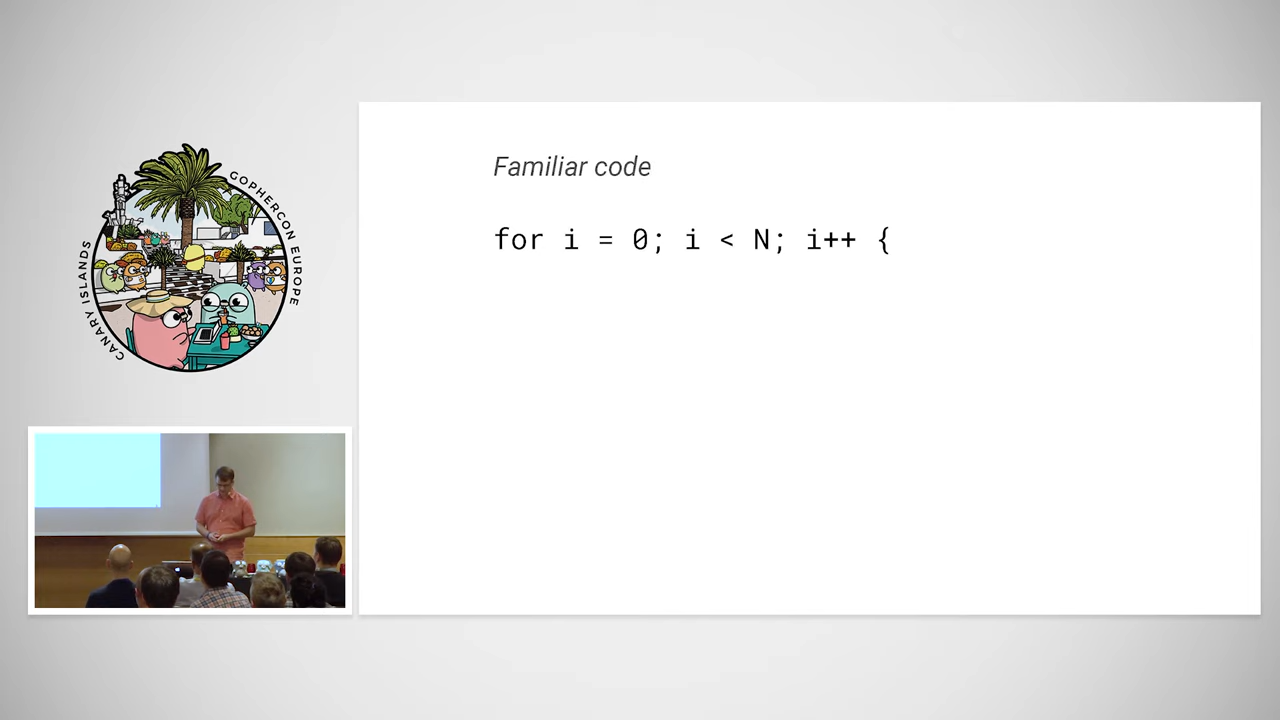 GOPHERCON EUROPE
CANARY ISLANDS
Familiar code
for i = 0; i < N; i++ {